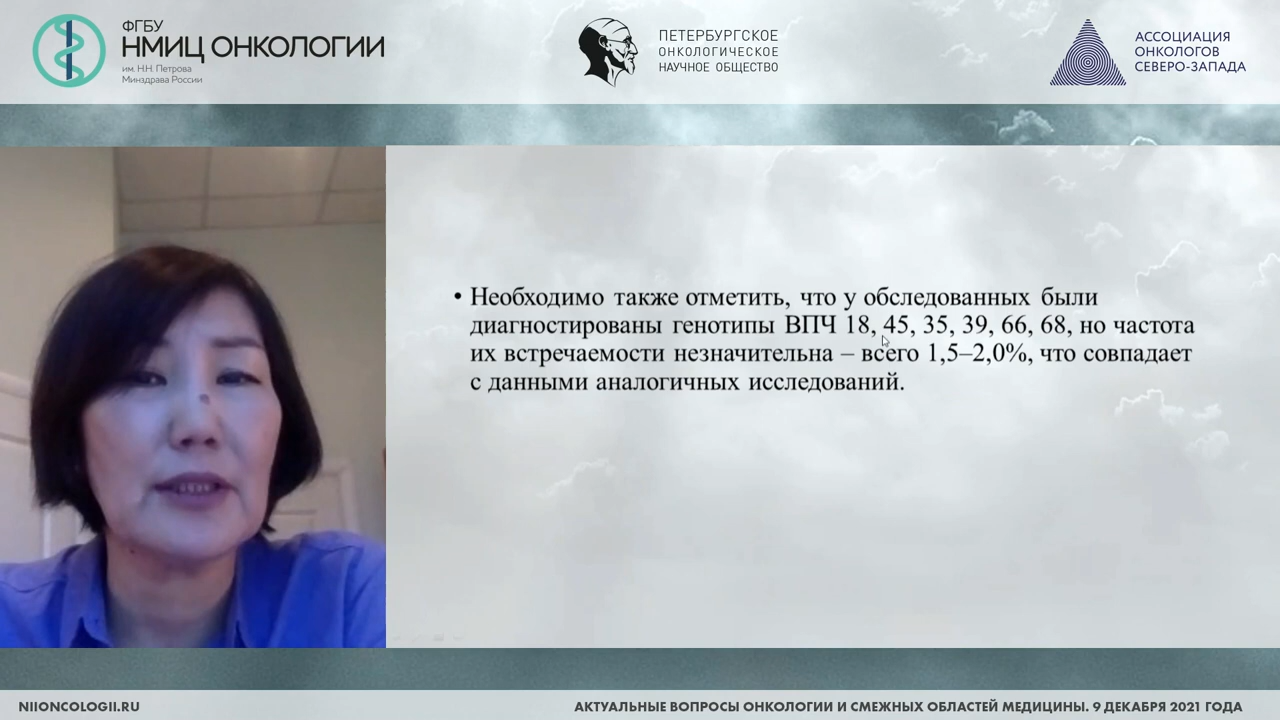 ФГБУ
НМИЦ ОНКОЛОГИИ
им. Н.Н. Петрова
Минздрава России
ПЕТЕРБУРГСКОЕ
ОНКОЛОГИЧЕСКОЕ
НАУЧНОЕ ОБЩЕСТВО
АССОЦИАЦИЯ
ОНКОЛОГОВ
СЕВЕРО-ЗАПАДА
• Необходимо также отметить, что у обследованных были
диагностированы генотипы ВПЧ 18, 45, 35, 39, 66, 68, но частота
их встречаемости незначительна – всего 1,5–2,0%, что совпадает
с данными аналогичных исследований.
NIIONCOLOGII.RU
АКТУАЛЬНЫЕ ВОПРОСЫ ОНКОЛОГИИ И СМЕЖНЫХ ОБЛАСТЕЙ МЕДИЦИНЫ. 9 ДЕКАБРЯ 2021 ГОДА